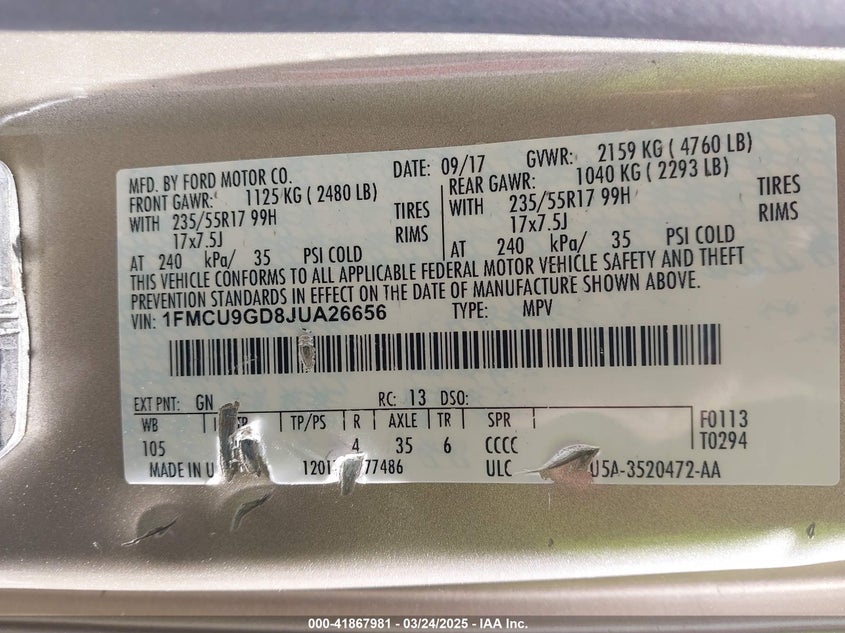 MFD. BY FORD MOTOR CO. DATE: 09/17 GVWR: 2159 KG ( 4760 LB)
FRONT GAWR: 1125 KG ( 2480 LB) REAR GAWR: 1040 KG ( 2293 LB)
WITH 235/55R17 99H TIRES WITH 235/55R17 99H TIRES
17x7.5J RIMS 17x7.5J RIMS
AT 240 kPa/ 35 PSI COLD AT 240 kPa/ 35 PSI COLD
THIS VEHICLE CONFORMS TO ALL APPLICABLE FEDERAL MOTOR VEHICLE SAFETY AND THEFT
PREVENTION STANDARDS IN EFFECT ON THE DATE OF MANUFACTURE SHOWN ABOVE.
VIN: 1FMCU9GD8JUA26656 TYPE: MPV
EXT PNT: GN RC: 13 DSO:
WB TP/PS R AXLE TR SPR F0113
105 4 35 6 CCCC T0294
MADE IN U 77486 ULC U5A-3520472-AA
000-41867981 / 03/24/2025 / IAA Inc.